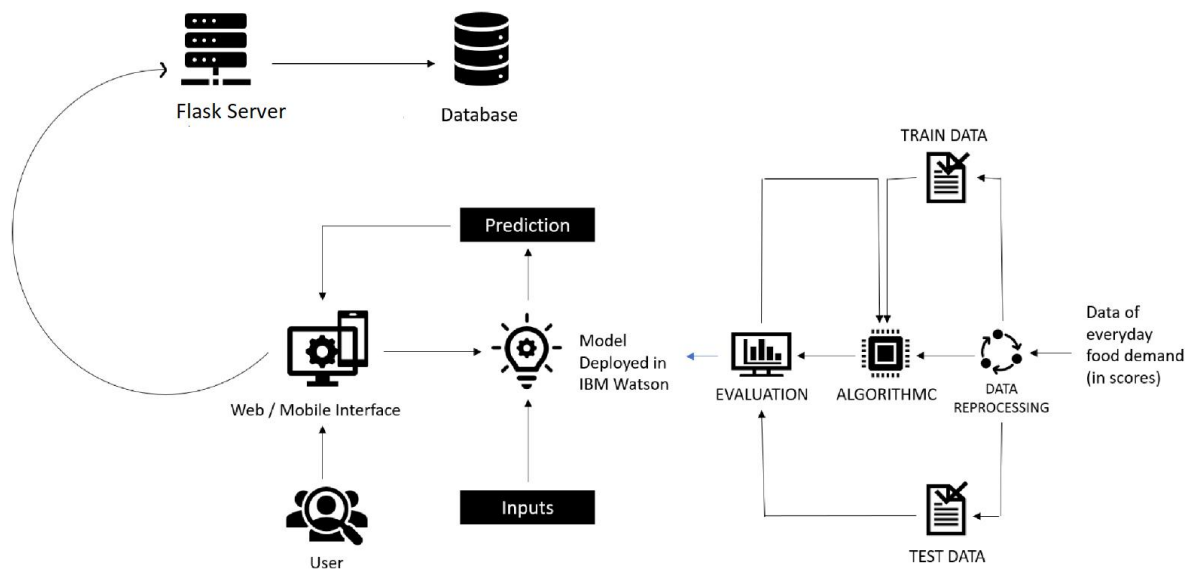 Flask Server
Database
TRAIN DATA
Prediction
Data of
everyday
food demand
(in scores)
Model
Deployed in
IBM Watson
EVALUATION
ALGORITHMC
DATA
REPROCESSING
Web / Mobile Interface
Inputs
User
TEST DATA